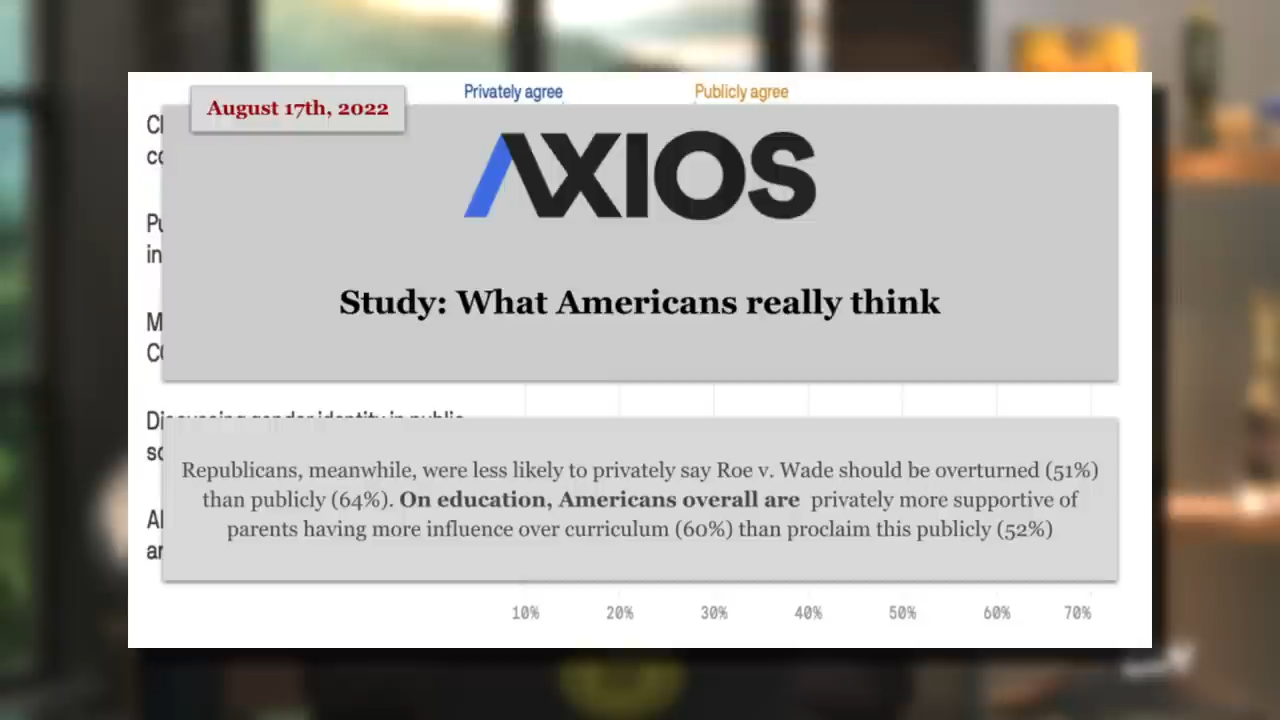 Privately agree
Publicly agree
August 17th, 2022
AXIOS
Study: What Americans really think
Republicans, meanwhile, were less likely to privately say Roe v. Wade should be overturned (51%)
than publicly (64%). On education, Americans overall are privately more supportive of
parents having more influence over curriculum (60%) than proclaim this publicly (52%)
10%
20%
30%
40%
50%
60%
70%